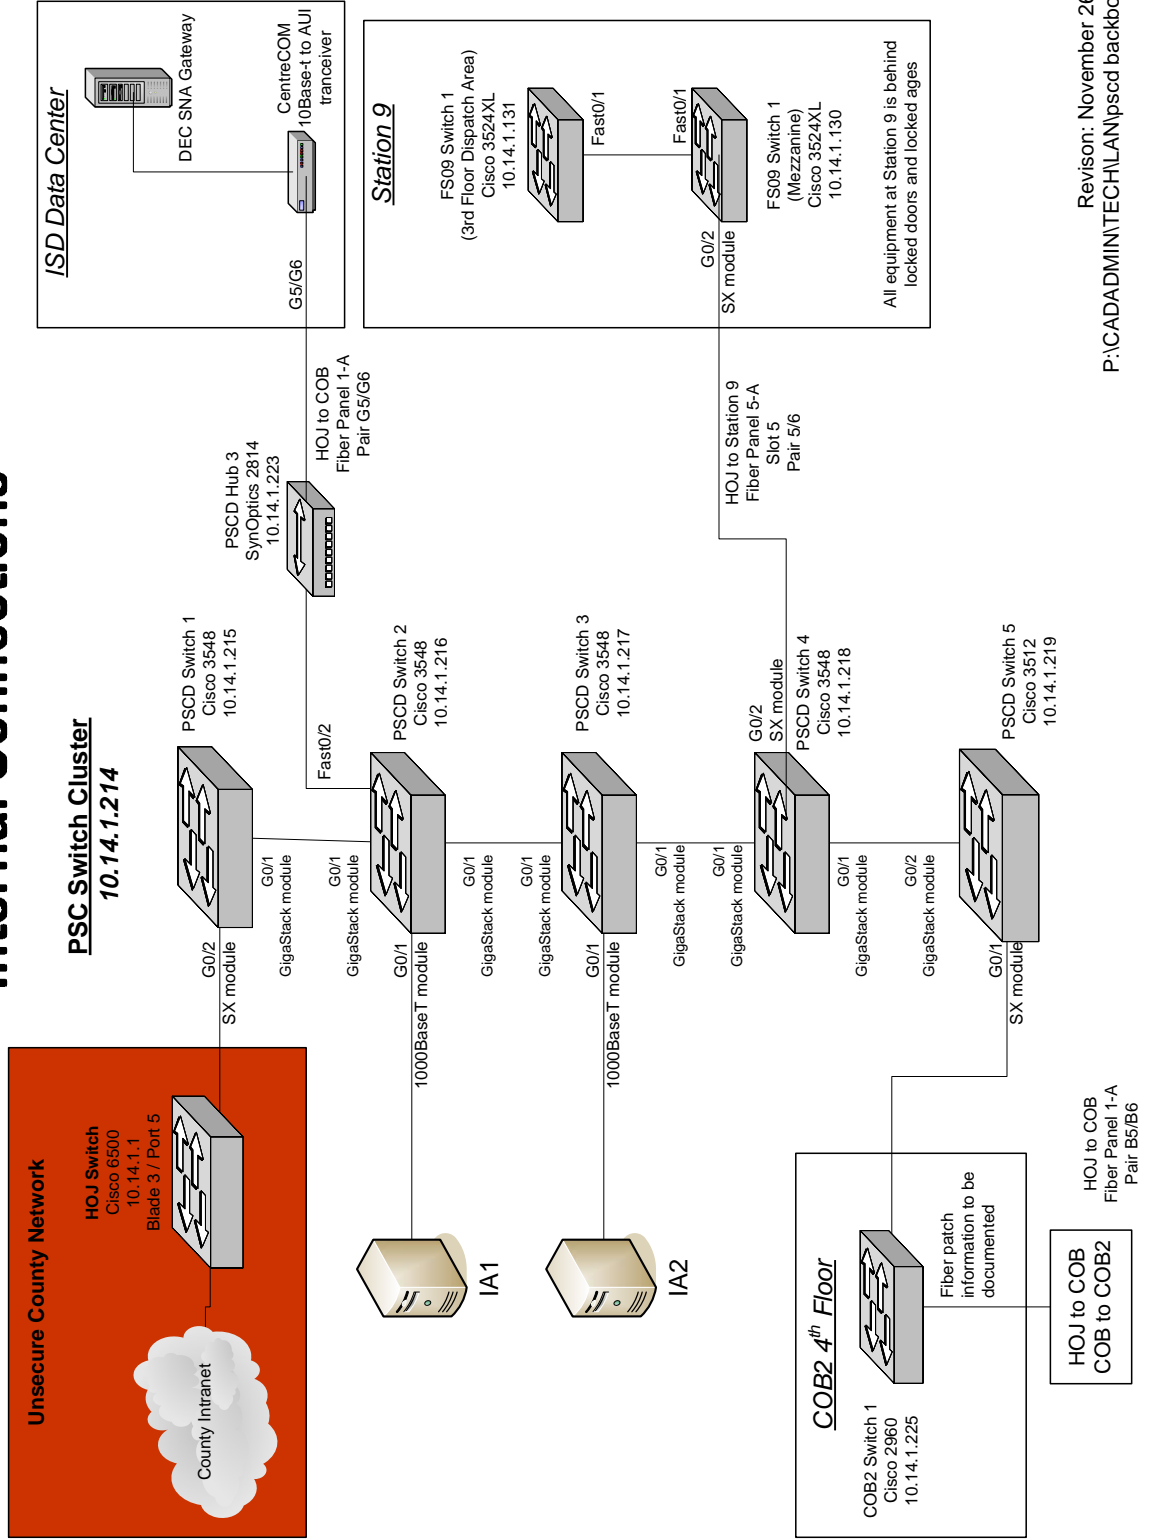 Internal Connections
PSC Switch Cluster
10.14.1.214
Unsecure County Network
County Intranet
HOJ Switch
Cisco 6500
10.14.1.1
Blade 3 / Port 5
G0/2
SX module
PSCD Switch 1
Cisco 3548
10.14.1.215
G0/1
GigaStack module
G0/1
GigaStack module
IA1
G0/1
1000BaseT module
Fast0/2
PSCD Switch 2
Cisco 3548
10.14.1.216
PSCD Hub 3
SynOptics 2814
10.14.1.223
HOJ to COB
Fiber Panel 1-A
Pair G5/G6
ISD Data Center
DEC SNA Gateway
CentreCOM
10Base-t to AUI
tranceiver
G5/G6
G0/1
GigaStack module
G0/1
GigaStack module
IA2
G0/1
1000BaseT module
PSCD Switch 3
Cisco 3548
10.14.1.217
G0/1
GigaStack module
G0/1
GigaStack module
G0/2
SX module
PSCD Switch 4
Cisco 3548
10.14.1.218
HOJ to Station 9
Fiber Panel 5-A
Slot 5
Pair 5/6
Station 9
FS09 Switch 1
(3rd Floor Dispatch Area)
Cisco 3524XL
10.14.1.131
Fast0/1
Fast0/1
G0/2
SX module
FS09 Switch 1
(Mezzanine)
Cisco 3524XL
10.14.1.130
All equipment at Station 9 is behind
locked doors and locked ages
G0/1
GigaStack module
G0/2
GigaStack module
G0/1
SX module
PSCD Switch 5
Cisco 3512
10.14.1.219
COB2 4th Floor
COB2 Switch 1
Cisco 2960
10.14.1.225
Fiber patch
information to be
documented
HOJ to COB
COB to COB2
HOJ to COB
Fiber Panel 1-A
Pair B5/B6
Revison: November 26
P:\CADADMIN\TECH\LAN\pscd backbo